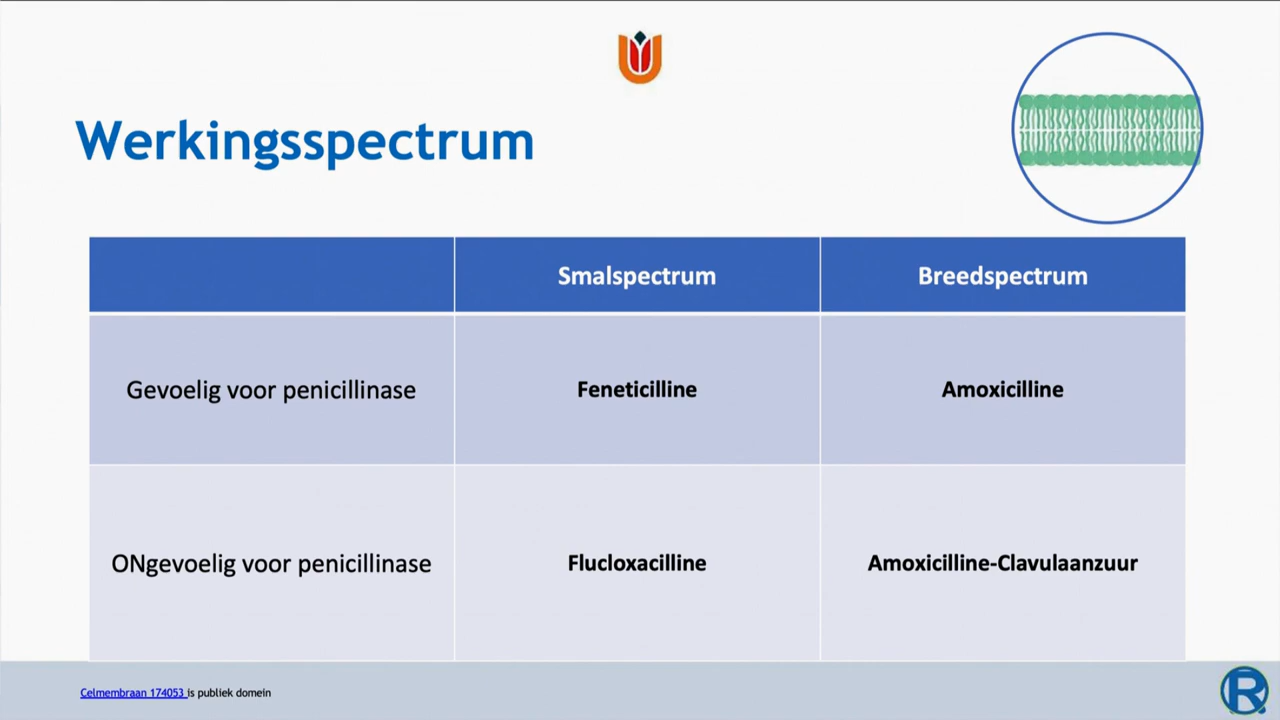 Werkingsspectrum
Smalspectrum
Breedspectrum
Gevoelig voor penicillinase
Feneticilline
Amoxicilline
ONgevoelig voor penicillinase
Flucloxacilline
Amoxicilline-Clavulaanzuur
Celmembraan 174053 is publiek domein
R